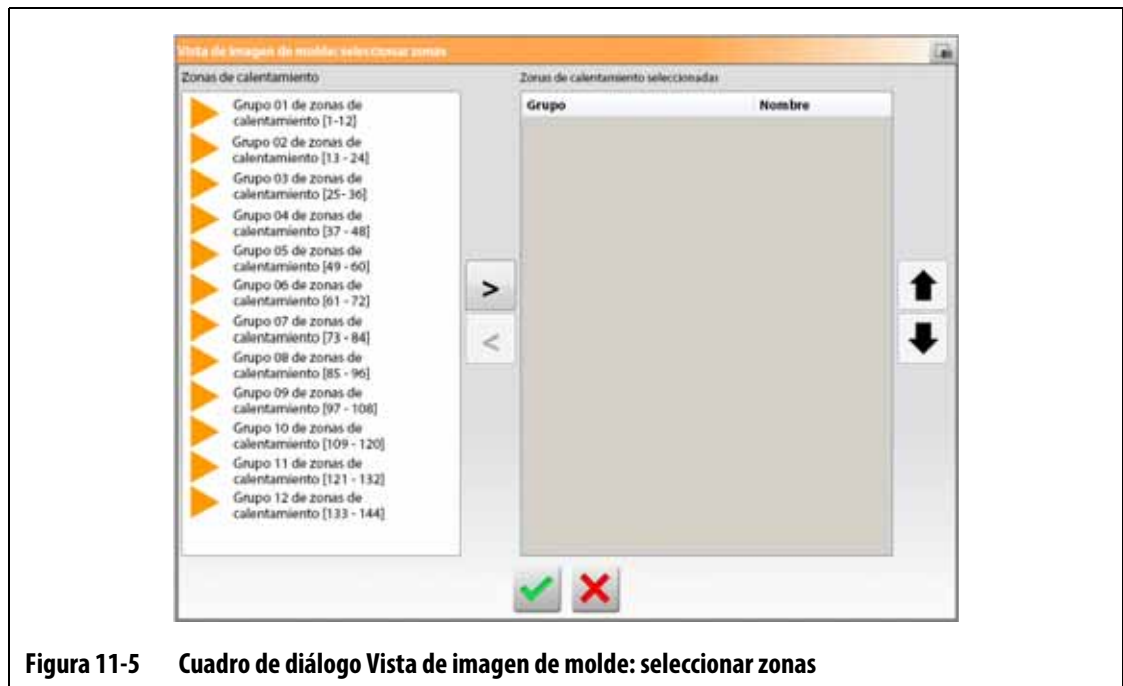 Vista de imagen de molde: seleccionar zonas
Zonas de calentamiento
Zonas de calentamiento seleccionadas
Grupo 01 de zonas de
calentamiento [1-12]
Grupo 02 de zonas de
calentamiento [13 - 24]
Grupo 03 de zonas de
calentamiento [25- 36]
Grupo 04 de zonas de
calentamiento [37 - 48]
Grupo 05 de zonas de
calentamiento [49 - 60]
Grupo 06 de zonas de
calentamiento [61 - 72]
Grupo 07 de zonas de
calentamiento [73 - 84]
Grupo 08 de zonas de
calentamiento [85 - 96]
Grupo 09 de zonas de
calentamiento [97 - 108]
Grupo 10 de zonas de
calentamiento [109 - 120]
Grupo 11 de zonas de
calentamiento [121 - 132]
Grupo 12 de zonas de
calentamiento [133 - 144]
>
<
Grupo Nombre
Figura 11-5 Cuadro de diálogo Vista de imagen de molde: seleccionar zonas